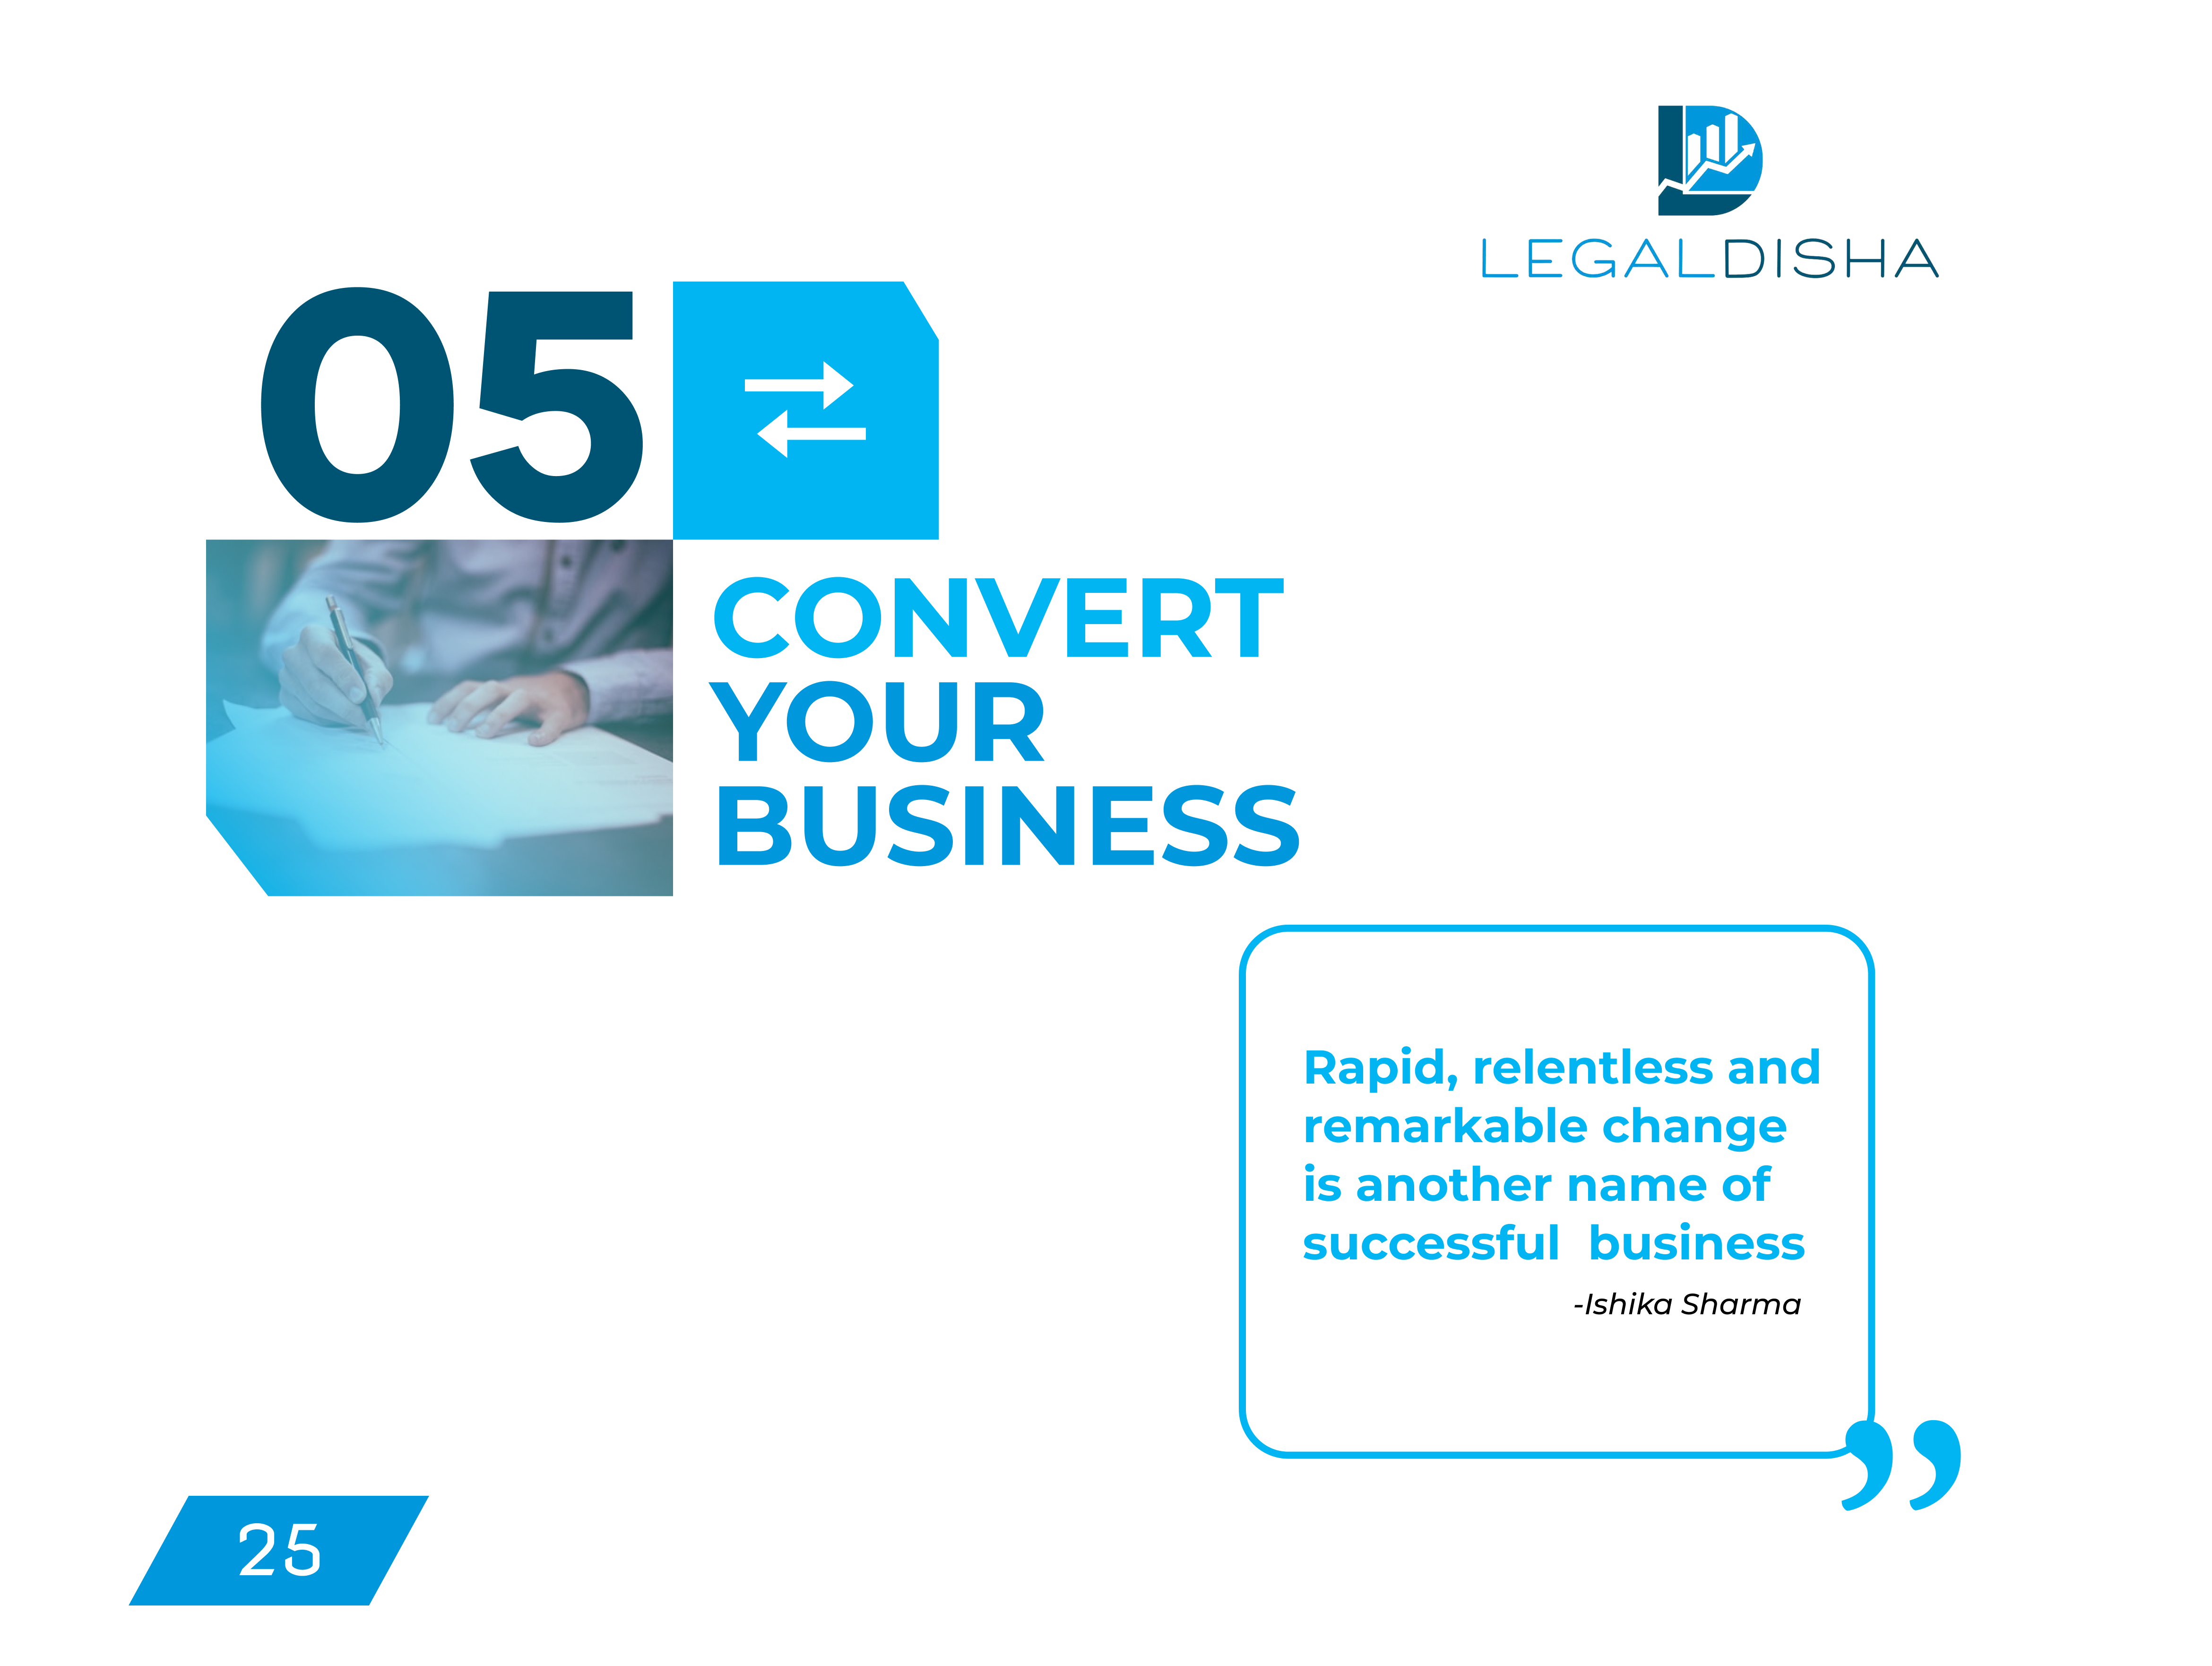 LEGALDISHA
05
CONVERT
YOUR
BUSINESS
Rapid, relentless and
remarkable change
is another name of
successful  business
-Ishika Sharma
”
25